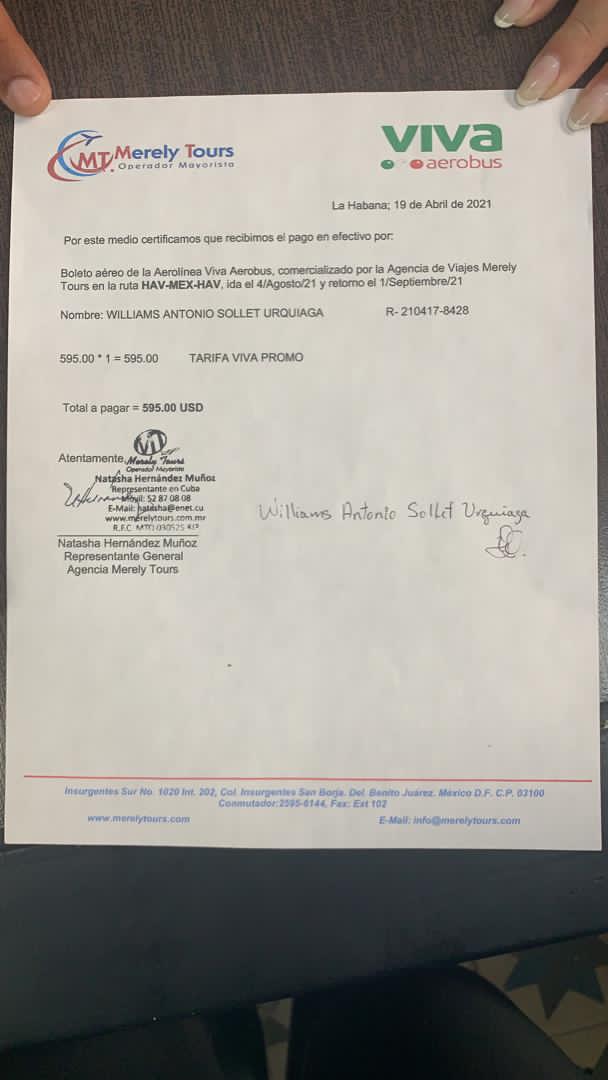 MT. Merely Tours
Operador Mayorista
VIVA
aerobus
La Habana; 19 de Abril de 2021
Por este medio certificamos que recibimos el pago en efectivo por:
Boleto aéreo de la Aerolínea Viva Aerobus, comercializado por la Agencia de Viajes Merely
Tours en la ruta HAV-MEX-HAV, ida el 4/Agosto/21 y retorno el 1/Septiembre/21
Nombre: WILLIAMS ANTONIO SOLLET URQUIAGA R- 210417-8428
595.00 * 1 = 595.00 TARIFA VIVA PROMO
Total a pagar = 595.00 USD
Atentamente,
Merely Tours
Operador Mayorista
Natasha Hernández Muñoz
Representante en Cuba
Móvil: 52 87 08 08
E-Mail: natasha@enet.cu
www.merelytours.com.mr
R.F.C. MTO 030525
Natasha Hernández Muñoz
Representante General
Agencia Merely Tours
Williams Antonio Sollet Urquiaga
Insurgentes Sur No. 1020 Int. 202, Col. Insurgentes San Borja. Del. Benito Juárez. México D.F. C.P. 03100
Conmutador:2595-0144, Fax: Ext 102
www.merelytours.com E-Mail: info@merelytours.com